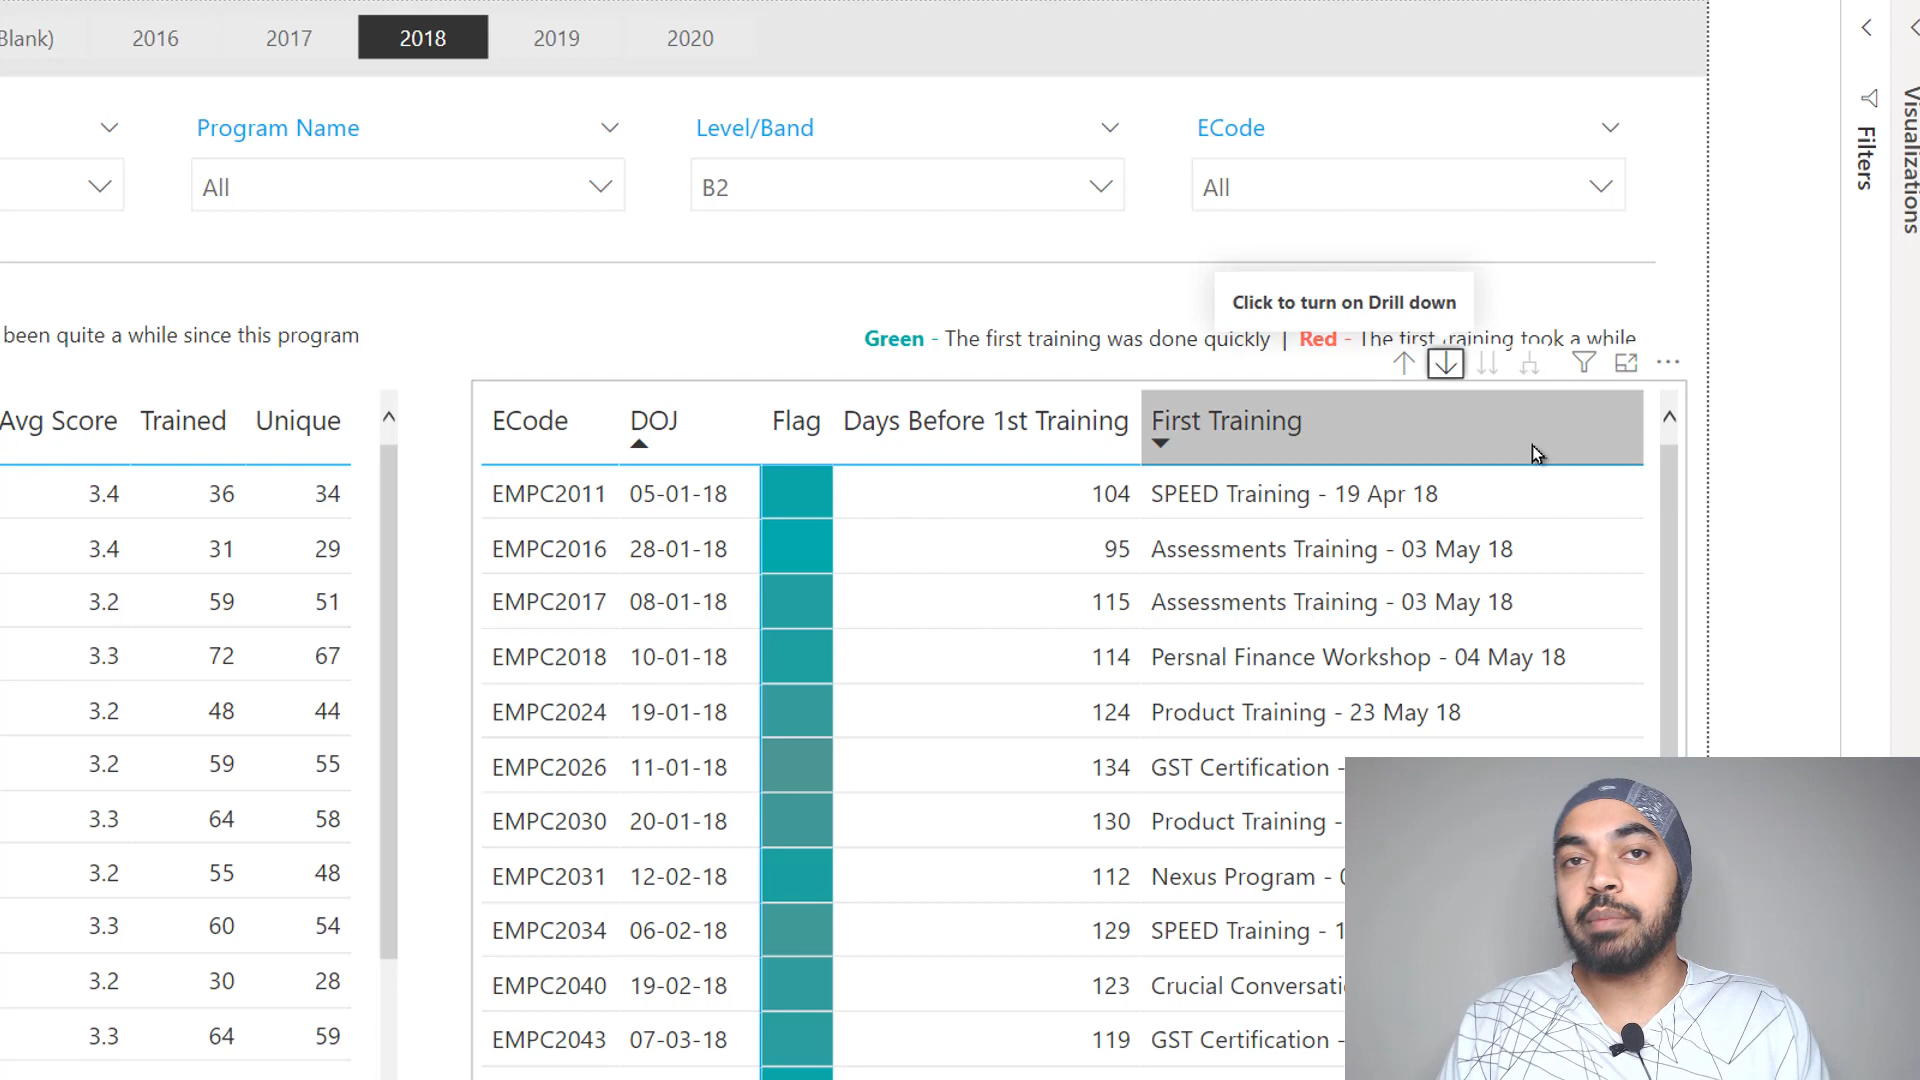 Blank) 2016 2017 2018 2019 2020
Program Name Level/Band ECode
All B2 All
Click to turn on Drill down
been quite a while since this program
Green - The first training was done quickly | Red - The first training took a while
Avg Score Trained Unique
3.4 36 34
3.4 31 29
3.2 59 51
3.3 72 67
3.2 48 44
3.2 59 55
3.3 64 58
3.2 55 48
3.3 60 54
3.2 30 28
3.3 64 59
ECode DOJ Flag Days Before 1st Training First Training
EMPC2011 05-01-18 104 SPEED Training - 19 Apr 18
EMPC2016 28-01-18 95 Assessments Training - 03 May 18
EMPC2017 08-01-18 115 Assessments Training - 03 May 18
EMPC2018 10-01-18 114 Persnal Finance Workshop - 04 May 18
EMPC2024 19-01-18 124 Product Training - 23 May 18
EMPC2026 11-01-18 134 GST Certification -
EMPC2030 20-01-18 130 Product Training -
EMPC2031 12-02-18 112 Nexus Program - 0
EMPC2034 06-02-18 129 SPEED Training - 1
EMPC2040 19-02-18 123 Crucial Conversati
EMPC2043 07-03-18 119 GST Certification -
Filters
Visualizations